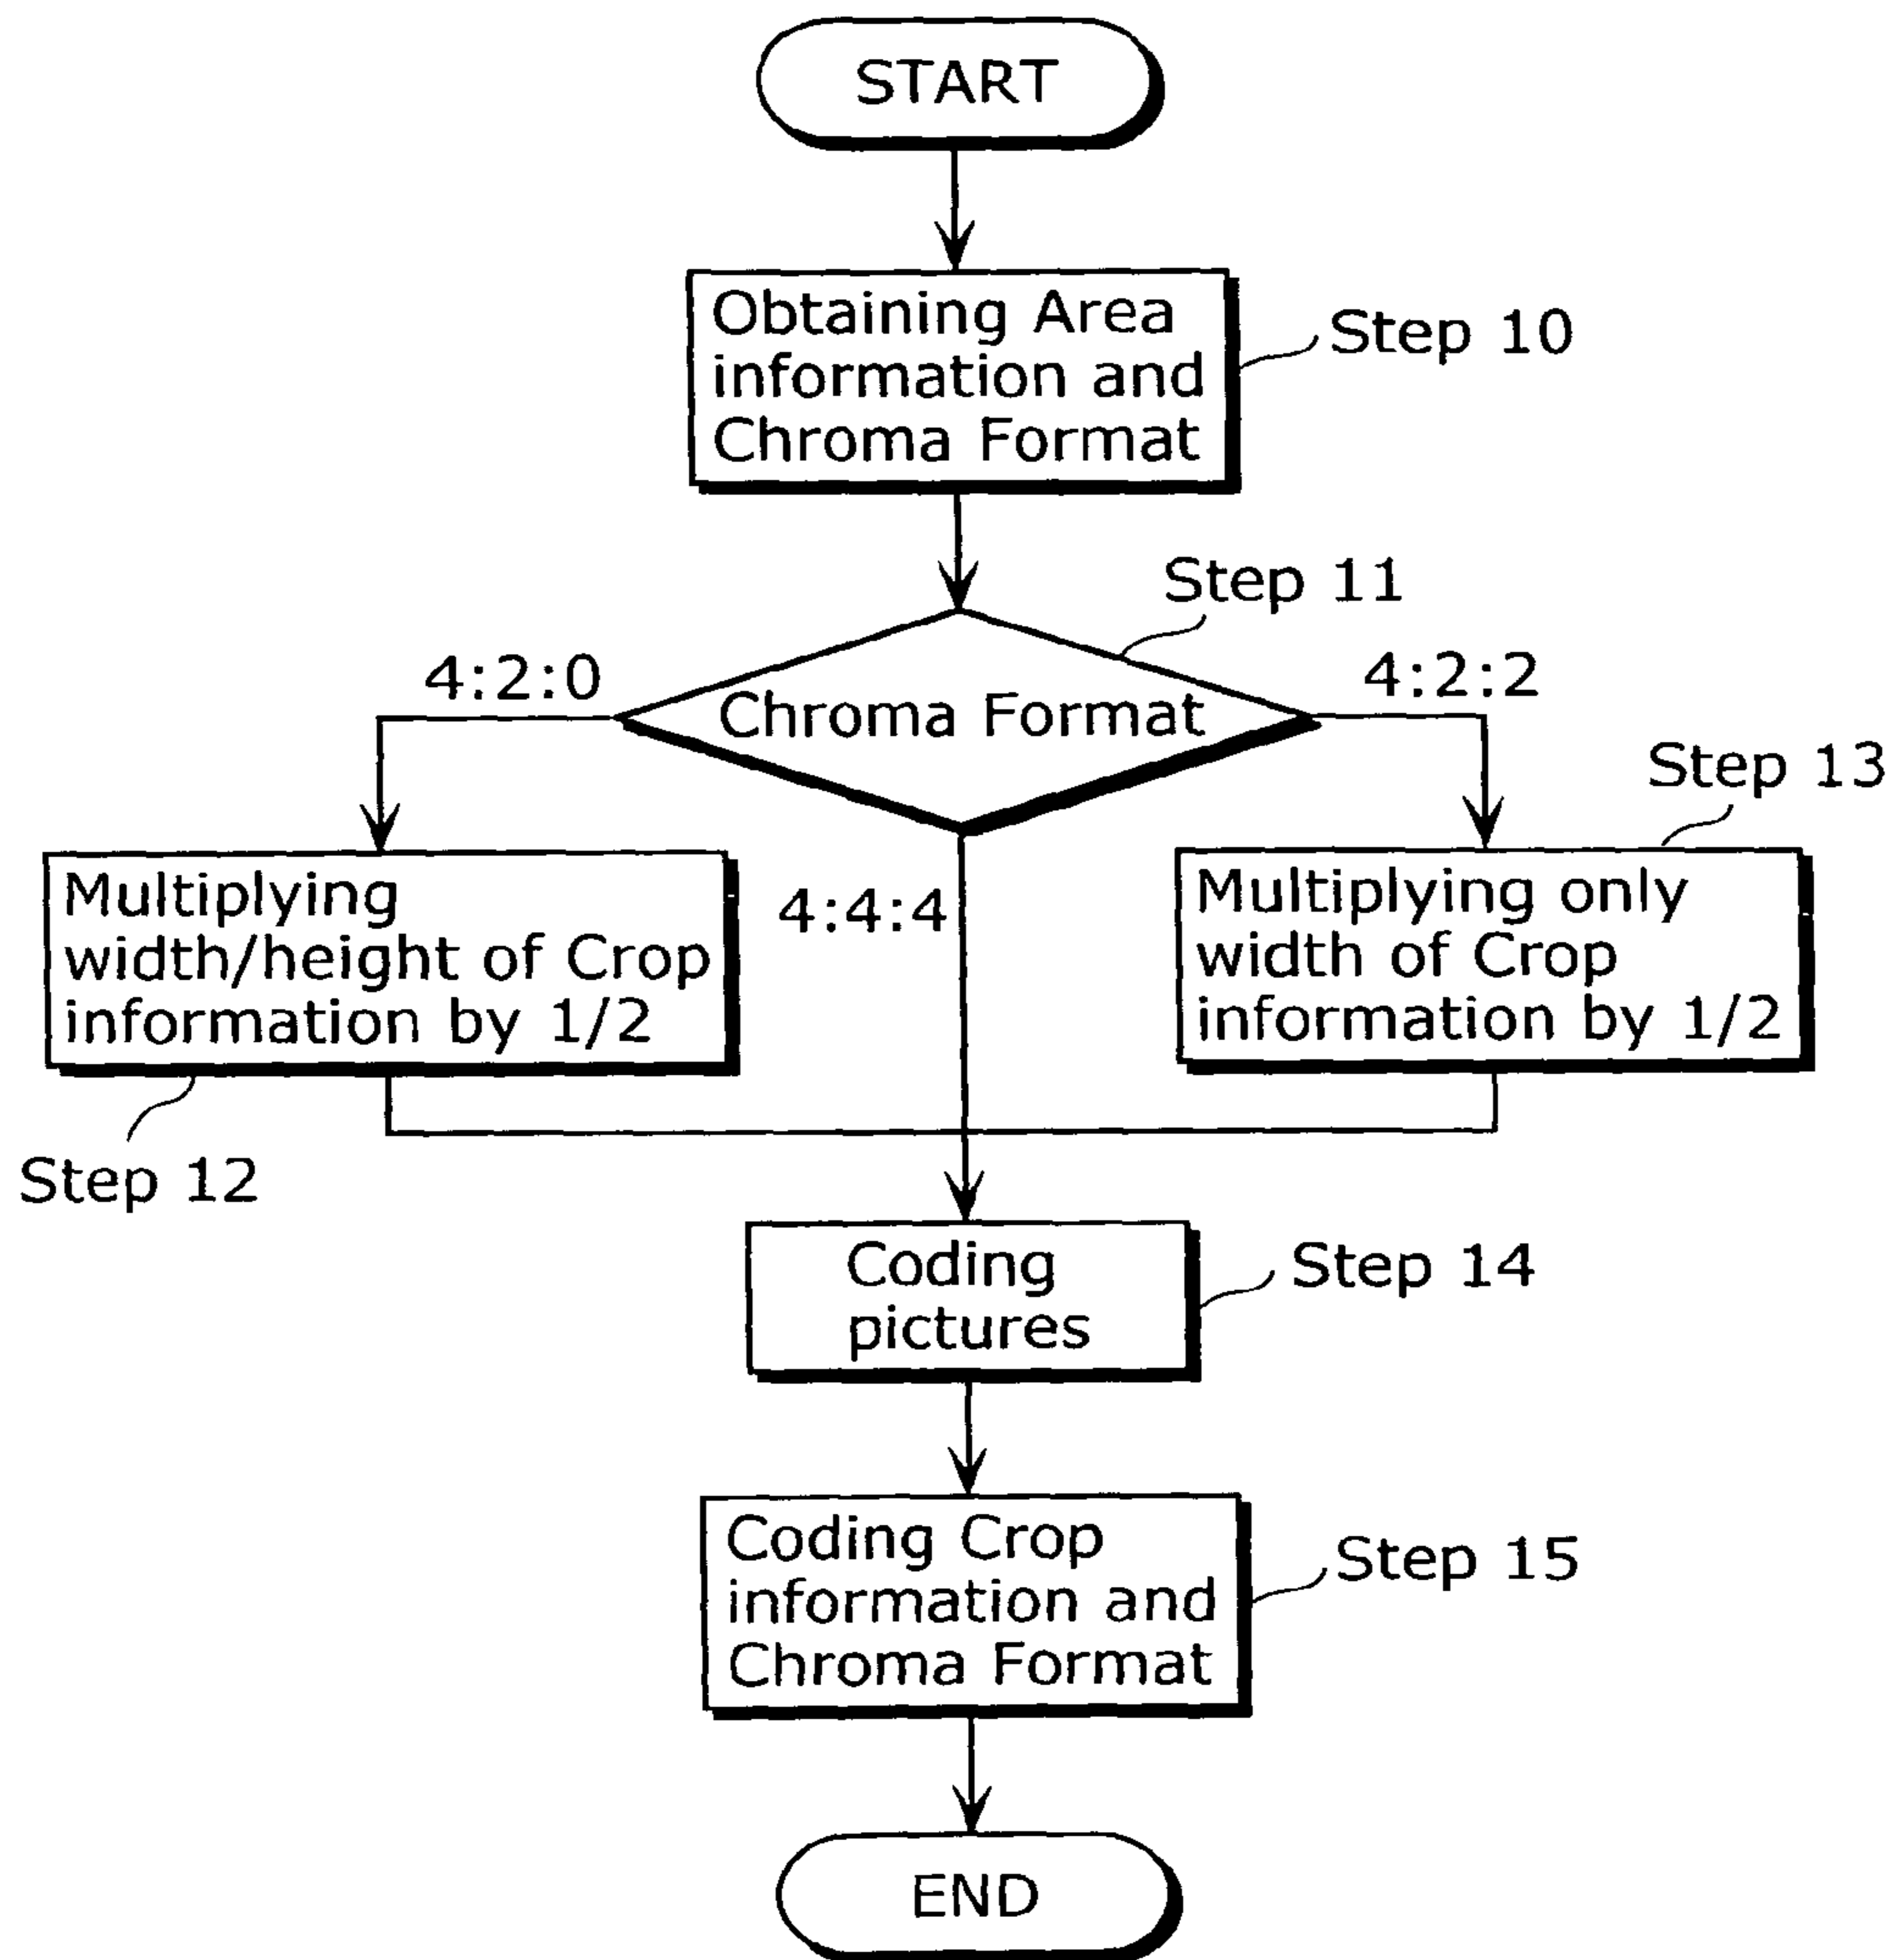 START
Obtaining Area
information and
Chroma Format
Step 10
Step 11
4:2:0
Chroma Format
4:2:2
Step 13
Multiplying
width/height of Crop
information by 1/2
4:4:4
Multiplying only
width of Crop
information by 1/2
Step 12
Coding
pictures
Step 14
Coding Crop
information and
Chroma Format
Step 15
END